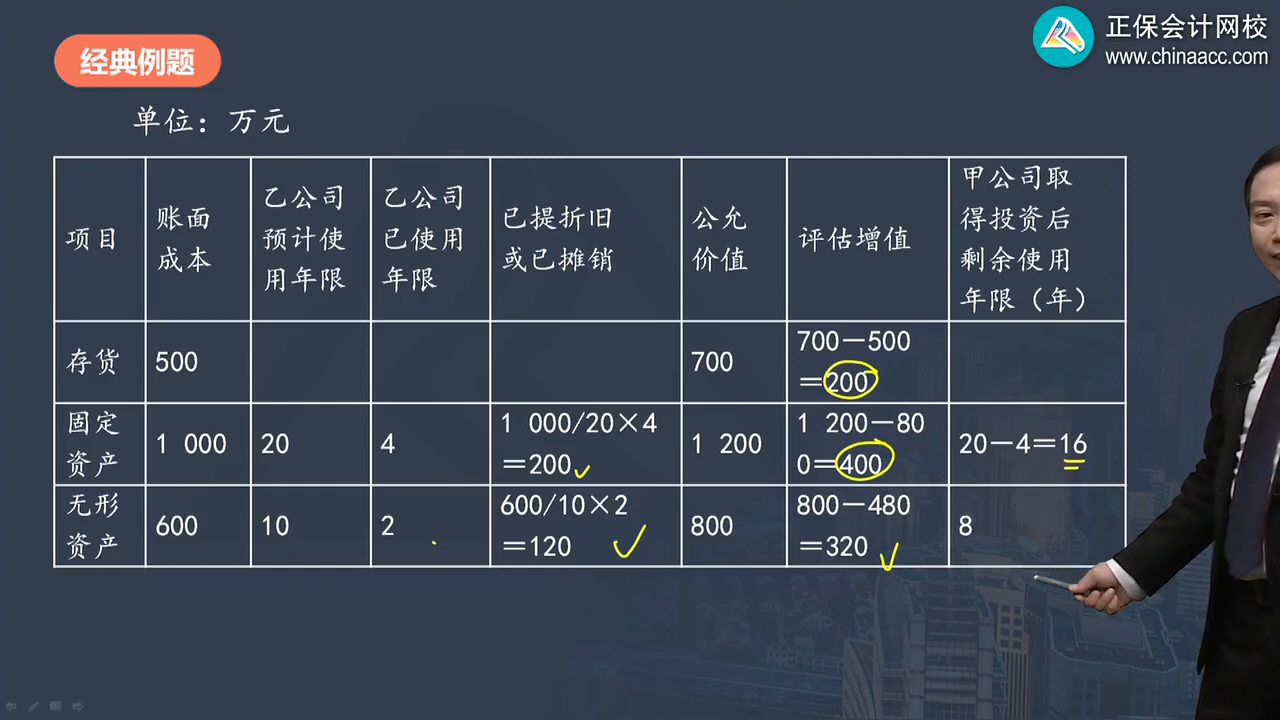 正保会计网校
www.chinaacc.com
经典例题
单位：万元
项目
账面
成本
乙公司
预计使
用年限
乙公司
已使用
年限
已提折旧
或已摊销
公允
价值
评估增值
甲公司取
得投资后
剩余使用
年限（年）
存货
500
700
700－500
＝200
固定
资产
1 000
20
4
1 000/20×4
＝200
1 200
1 200－80
0＝400
20－4＝16
无形
资产
600
10
2
600/10×2
＝120
800
800－480
＝320
8